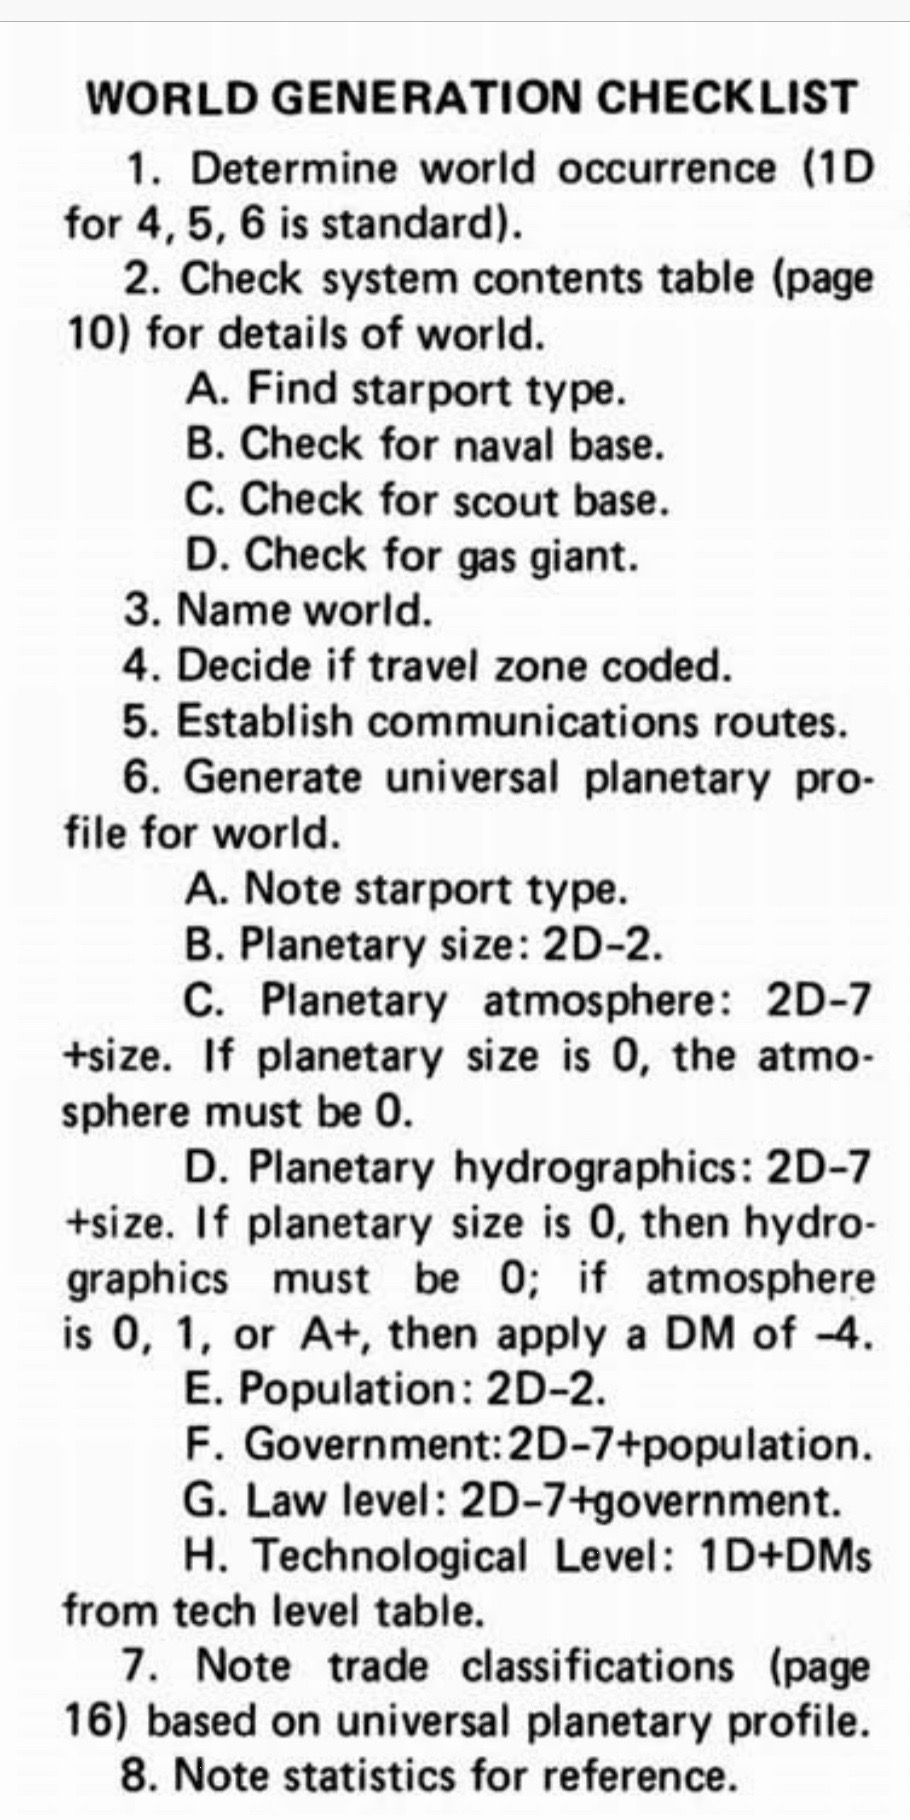 WORLD GENERATION CHECKLIST
1. Determine world occurrence (1D
for 4, 5, 6 is standard).
2. Check system contents table (page
10) for details of world.
A. Find starport type.
B. Check for naval base.
C. Check for scout base.
D. Check for gas giant.
3. Name world.
4. Decide if travel zone coded.
5. Establish communications routes.
6. Generate universal planetary pro-
file for world.
A. Note starport type.
B. Planetary size: 2D–2.
C. Planetary atmosphere: 2D–7
+size. If planetary size is 0, the atmo-
sphere must be 0.
D. Planetary hydrographics: 2D–7
+size. If planetary size is 0, then hydro-
graphics must be 0; if atmosphere
is 0, 1, or A+, then apply a DM of –4.
E. Population: 2D–2.
F. Government: 2D–7+population.
G. Law level: 2D–7+government.
H. Technological Level: 1D+DMs
from tech level table.
7. Note trade classifications (page
16) based on universal planetary profile.
8. Note statistics for reference.